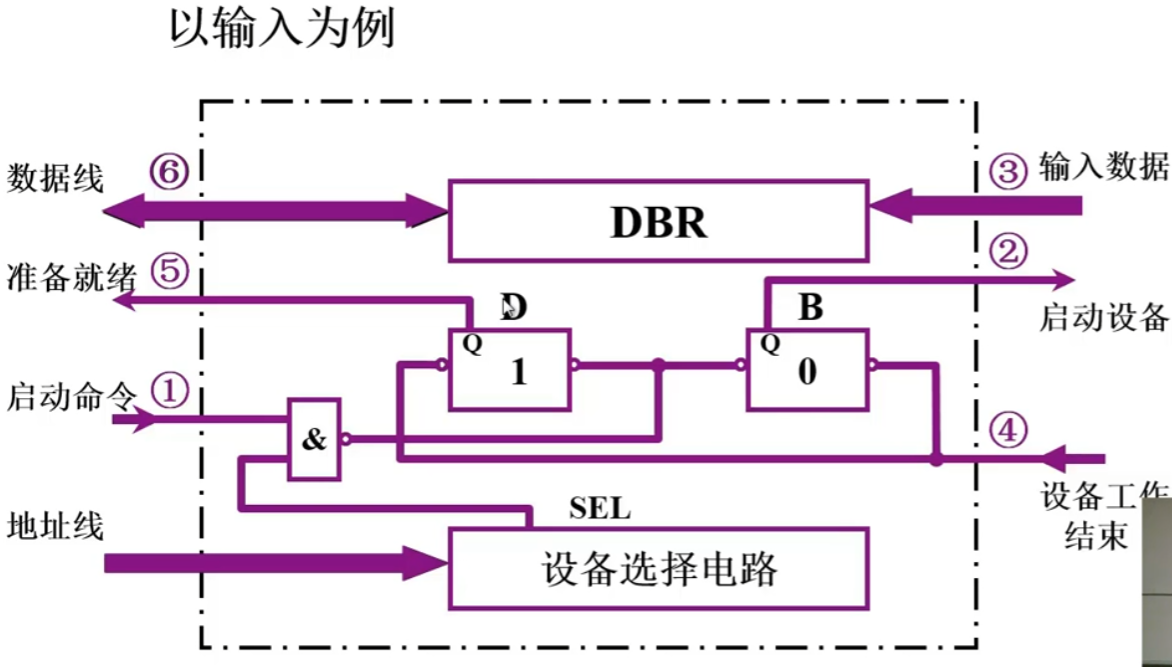 以输入为例
数据线 ⑥
③ 输入数据
DBR
准备就绪 ⑤
②
启动设备
D
B
Q
1
Q
0
启动命令 ①
&
④
设备工作
结束
SEL
地址线
设备选择电路